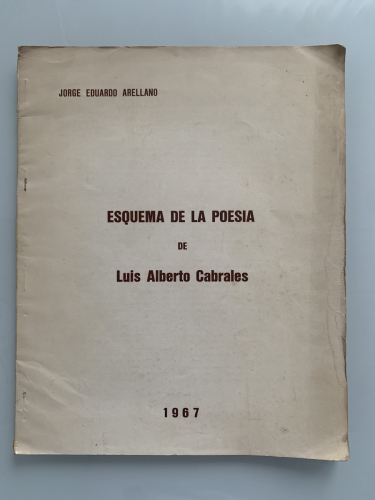 JORGE EDUARDO ARELLANO
ESQUEMA DE LA POESIA
DE
Luis Alberto Cabrales
1967